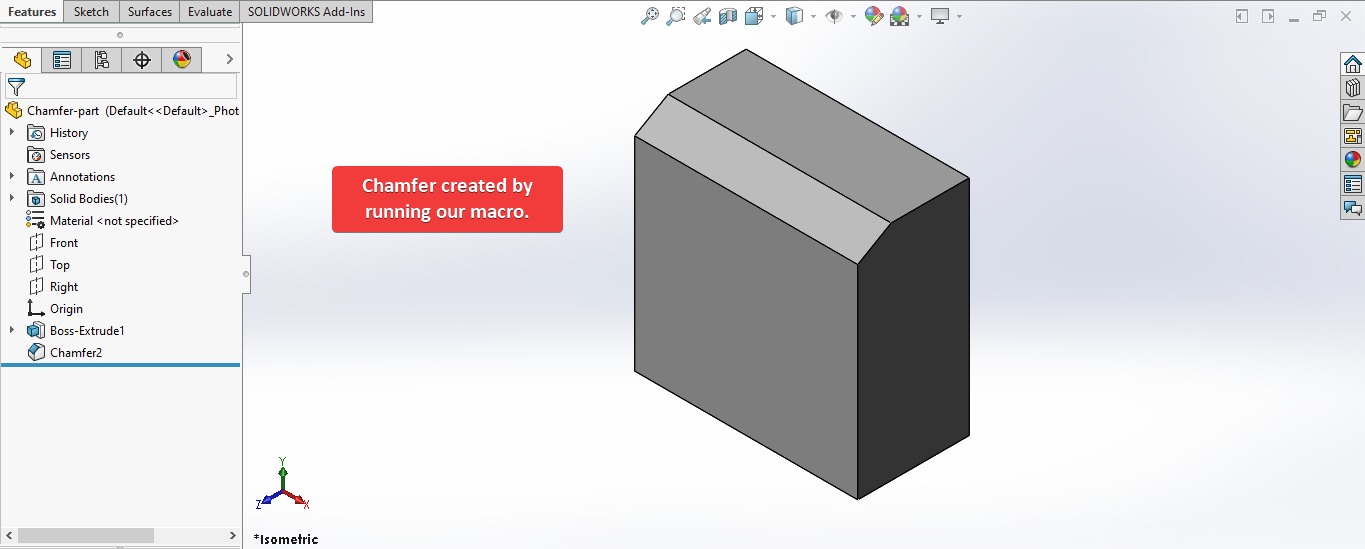 Features Sketch Surfaces Evaluate SOLIDWORKS Add-Ins
Chamfer-part (Default<<Default>_Phot
History
Sensors
A Annotations
Solid Bodies(1)
Material <not specified>
Front
Top
Right
Origin
Boss-Extrude1
Chamfer2
Chamfer created by
running our macro.
Y
Z X
*Isometric